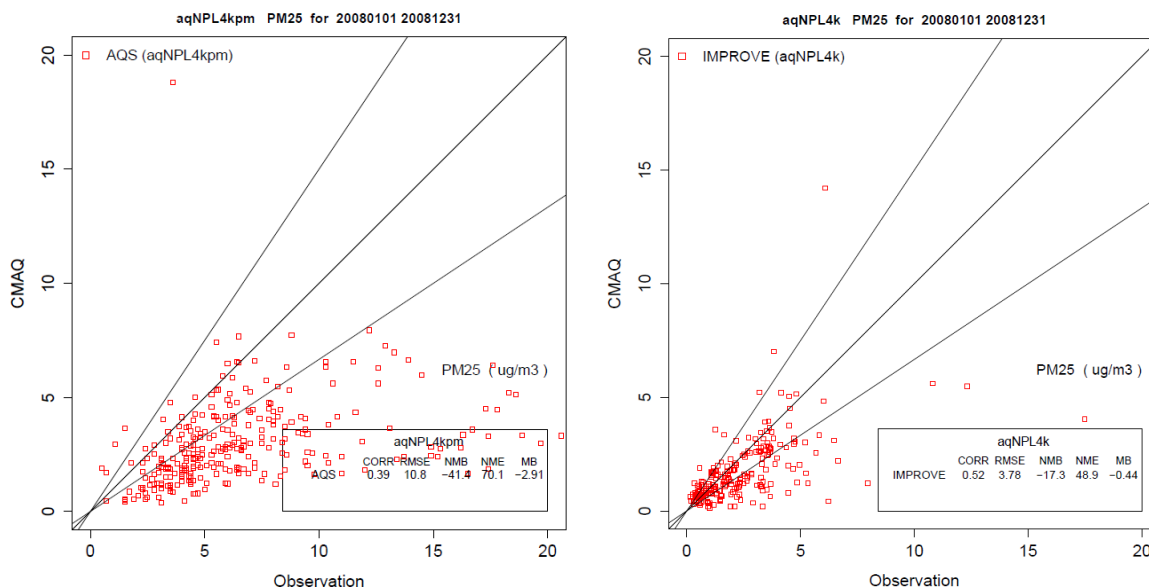 aqNPL4kpm PM25 for 20080101 20081231
AQS (aqNPL4kpm)
20
15
10
5
0
CMAQ
PM25 ( ug/m3 )
aqNPL4kpm
CORR RMSE NMB NME MB
AQS 0.39 10.8 −41.4 70.1 −2.91
0 5 10 15 20
Observation
aqNPL4k PM25 for 20080101 20081231
IMPROVE (aqNPL4k)
20
15
10
5
0
CMAQ
PM25 ( ug/m3 )
aqNPL4k
CORR RMSE NMB NME MB
IMPROVE 0.52 3.78 −17.3 48.9 −0.44
0 5 10 15 20
Observation